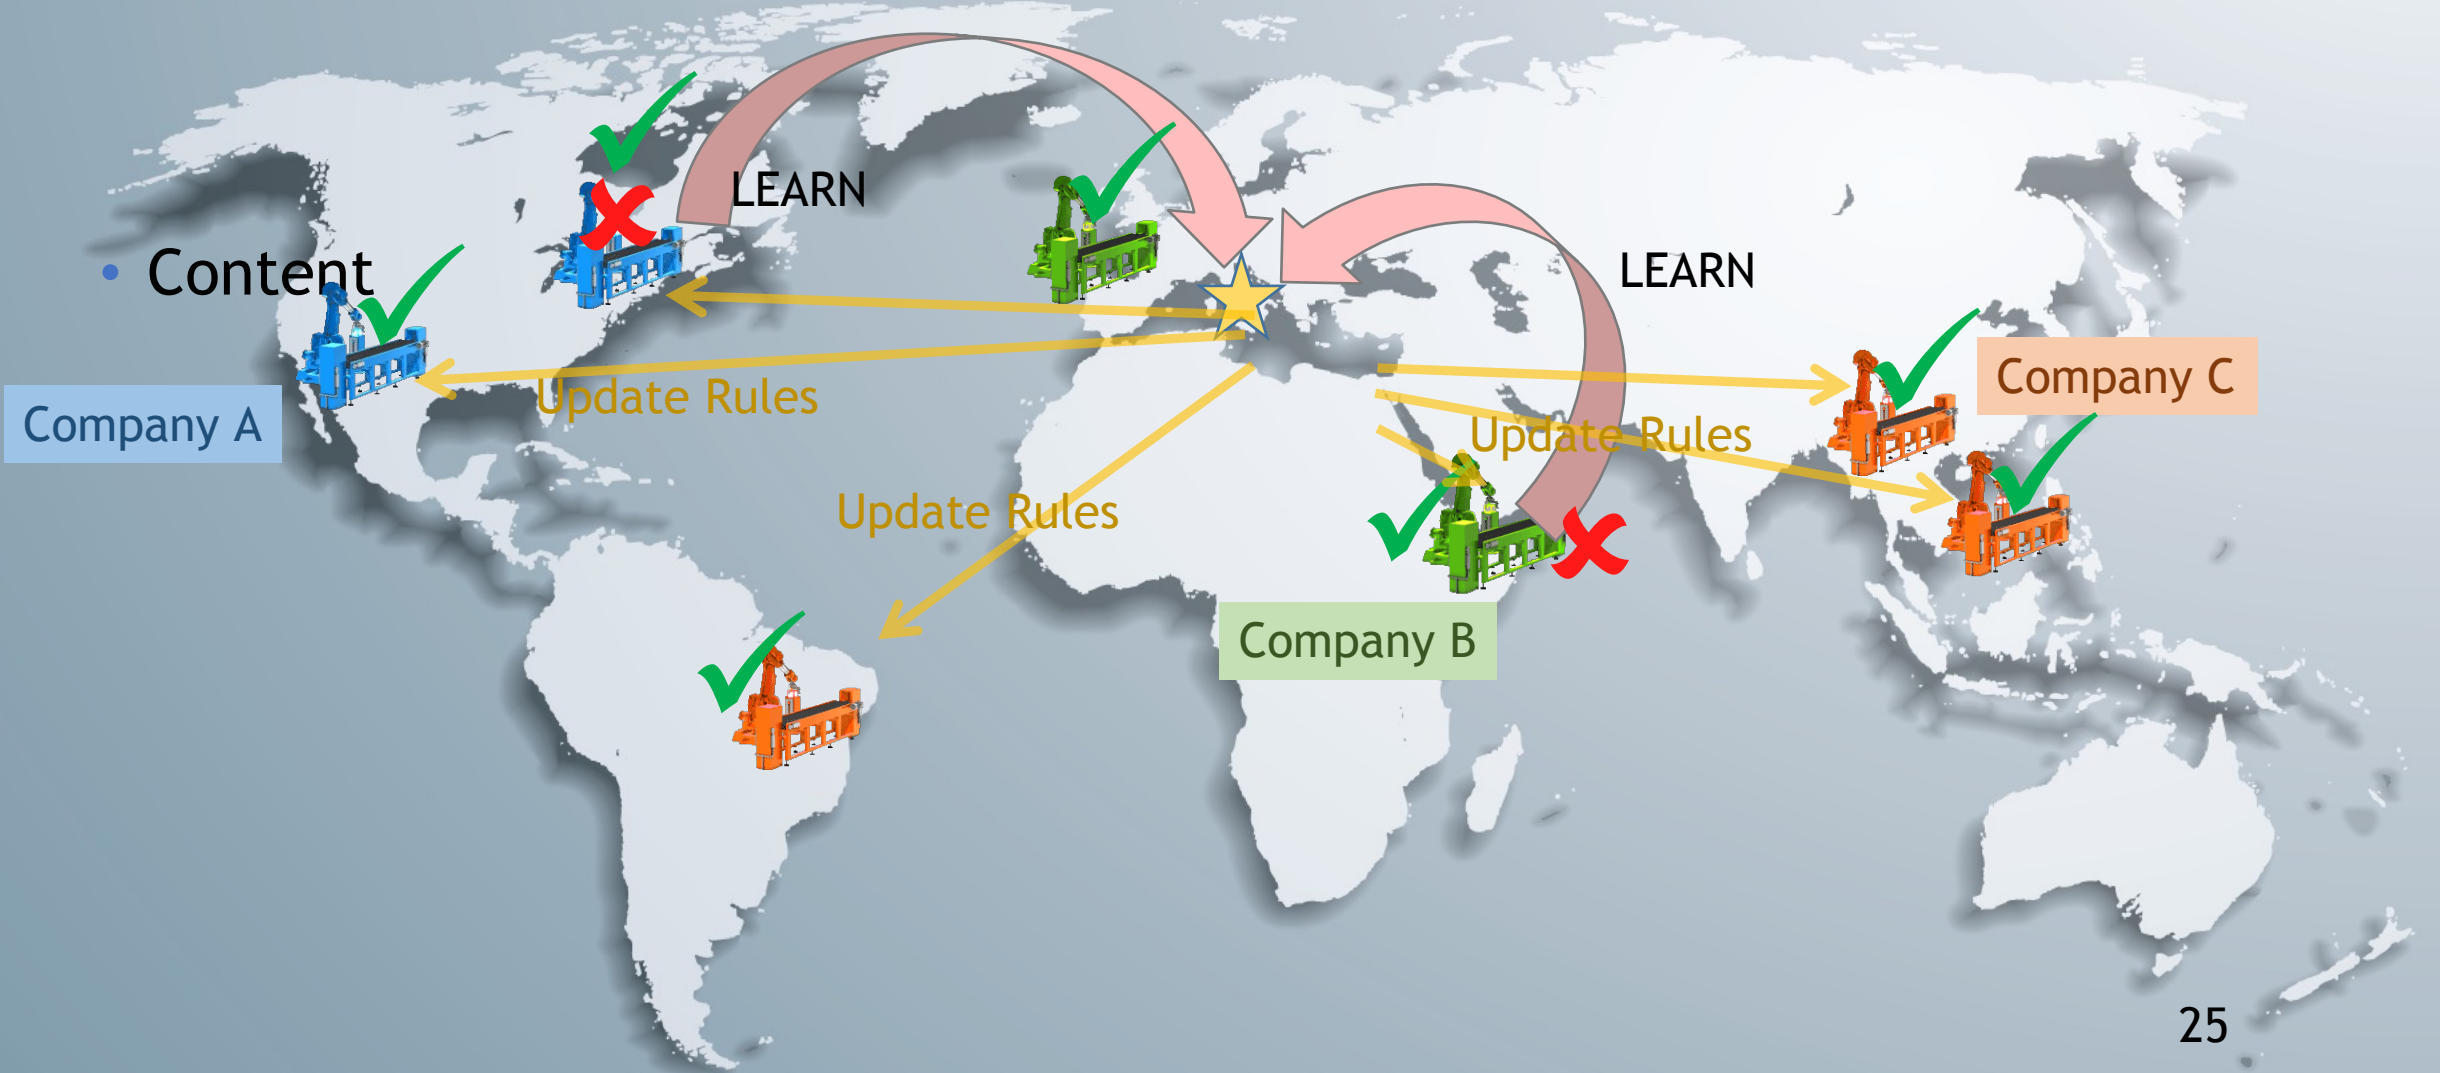 LEARN
LEARN
• Content
Company C
Company A
Update Rules
Update Rules
Update Rules
Company B
25